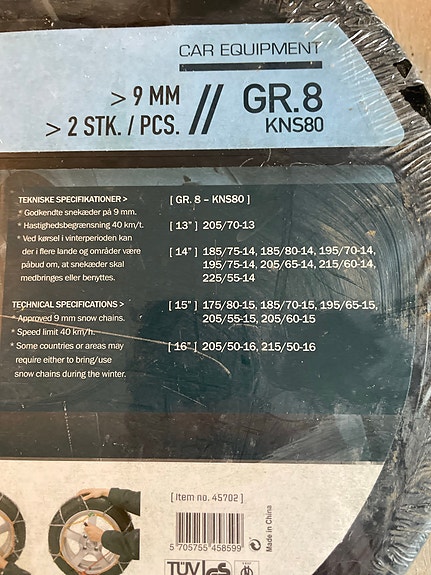 CAR EQUIPMENT
> 9 MM
> 2 STK. / PCS.
//
GR.8
KNS80
TEKNISKE SPECIFIKATIONER >
* Godkendte snekæder på 9 mm.
* Hastighedsbegrænsning 40 km/t.
* Ved kørsel i vinterperioden kan
der i flere lande og områder være
påbud om, at snekæder skal
medbringes eller benyttes.
TECHNICAL SPECIFICATIONS >
* Approved 9 mm snow chains.
* Speed limit 40 km/h.
* Some countries or areas may
require either to bring/use
snow chains during the winter.
[ GR. 8 – KNS80 ]
[ 13" ] 205/70-13
[ 14" ] 185/75-14, 185/80-14, 195/70-14,
195/75-14, 205/65-14, 215/60-14,
225/55-14
[ 15" ] 175/80-15, 185/70-15, 195/65-15,
205/55-15, 205/60-15
[ 16" ] 205/50-16, 215/50-16
[ Item no. 45702 ]
5 705755 458599
Made in China
TÜV
GS